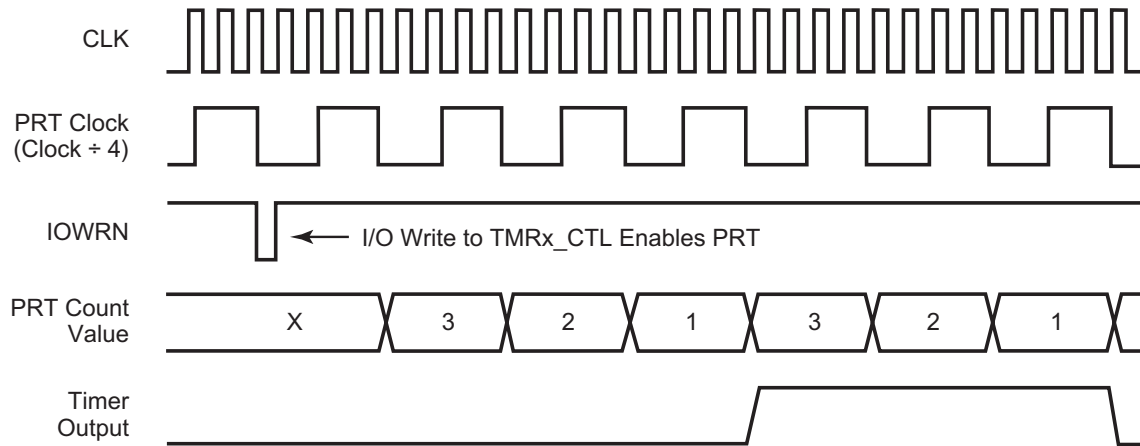 CLK
PRT Clock
(Clock ÷ 4)
IOWRN
I/O Write to TMRx_CTL Enables PRT
PRT Count
Value
X 3 2 1 3 2 1
Timer
Output